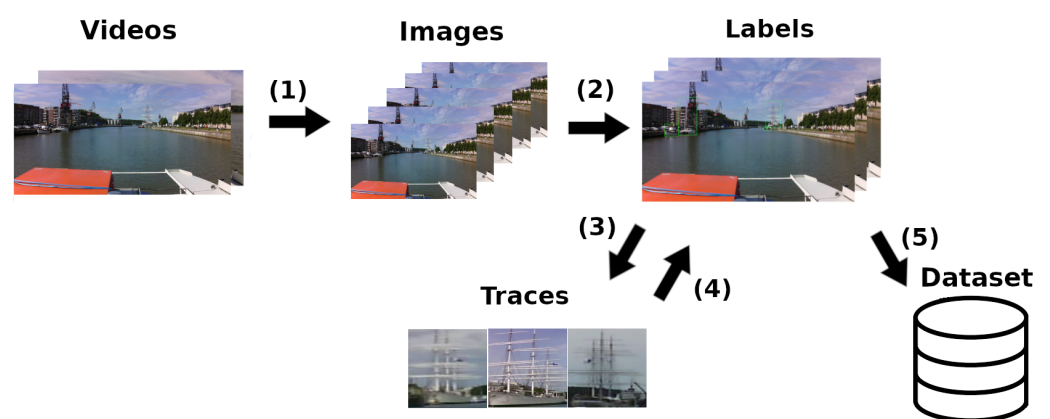 Videos
Images
Labels
(1)
(2)
(3)
(4)
(5)
Traces
Dataset